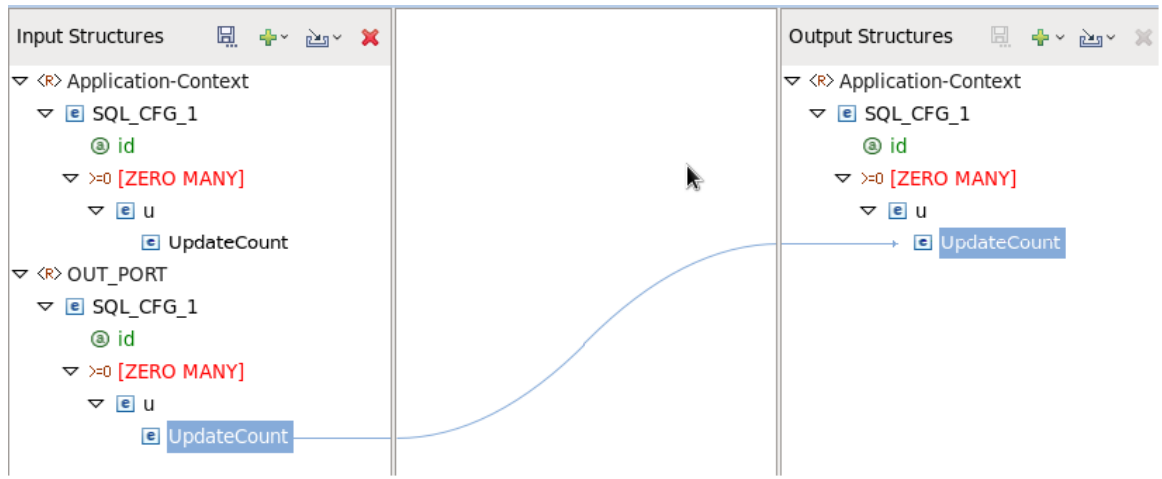 Input Structures
<R> Application-Context
e SQL_CFG_1
a id
>=0 [ZERO MANY]
e u
e UpdateCount
<R> OUT_PORT
e SQL_CFG_1
a id
>=0 [ZERO MANY]
e u
e UpdateCount
Output Structures
<R> Application-Context
e SQL_CFG_1
a id
>=0 [ZERO MANY]
e u
e UpdateCount